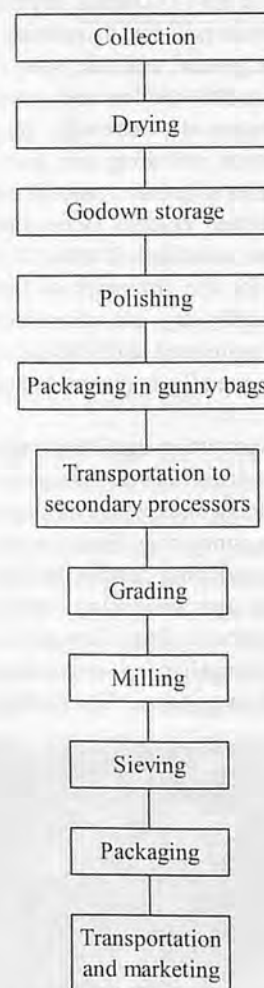 Collection
Drying
Godown storage
Polishing
Packaging in gunny bags
Transportation to
secondary processors
Grading
Milling
Sieving
Packaging
Transportation
and marketing